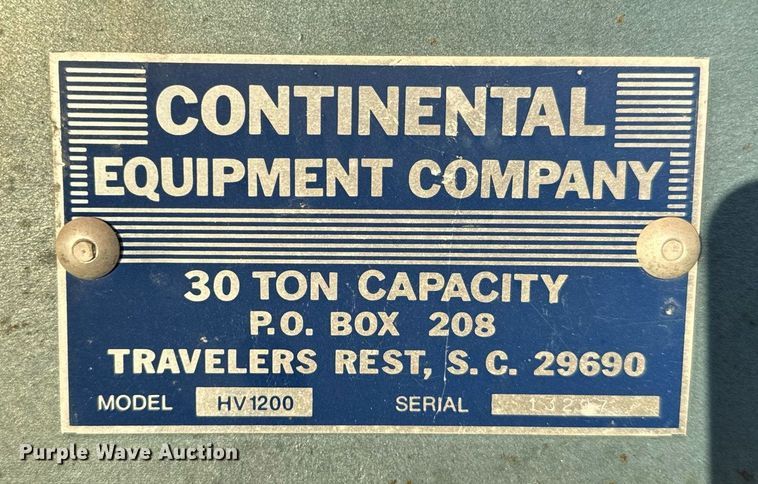 CONTINENTAL
EQUIPMENT COMPANY
30 TON CAPACITY
P.O. BOX 208
TRAVELERS REST, S.C. 29690
MODEL HV1200 SERIAL
Purple Wave Auction